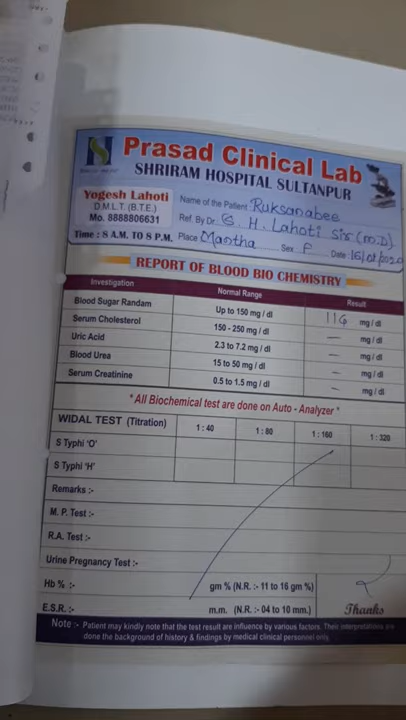 Prasad Clinical Lab
SHRIRAM HOSPITAL SULTANPUR
Yogesh Lahoti
D.M.L.T. (B.T.E.)
Mo. 8888806631
Time : 8 A.M. TO 8 P.M.
Name of the Patient Ruksanabee
Ref. By Dr. G. H. Lahoti Sir (M.D)
Place Mantha Sex F Date 16/01/2020
REPORT OF BLOOD BIO CHEMISTRY
Investigation Normal Range Result
Blood Sugar Randam Up to 150 mg / dl 114 mg / dl
Serum Cholesterol 150 - 250 mg / dl — mg / dl
Uric Acid 2.3 to 7.2 mg / dl — mg / dl
Blood Urea 15 to 50 mg / dl — mg / dl
Serum Creatinine 0.5 to 1.5 mg / dl — mg / dl
* All Biochemical test are done on Auto - Analyzer *
WIDAL TEST (Titration) 1 : 40 1 : 80 1 : 160 1 : 320
S Typhi 'O'
S Typhi 'H'
Remarks :-
M. P. Test :-
R.A. Test :-
Urine Pregnancy Test :-
Hb % :- gm % (N.R. :- 11 to 16 gm %)
E.S.R. :- m.m. (N.R. :- 04 to 10 mm.) Thanks
Note :- Patient may kindly note that the test result are influence by various factors. Their interpretations are
done the background of history & findings by medical clinical personnel only.